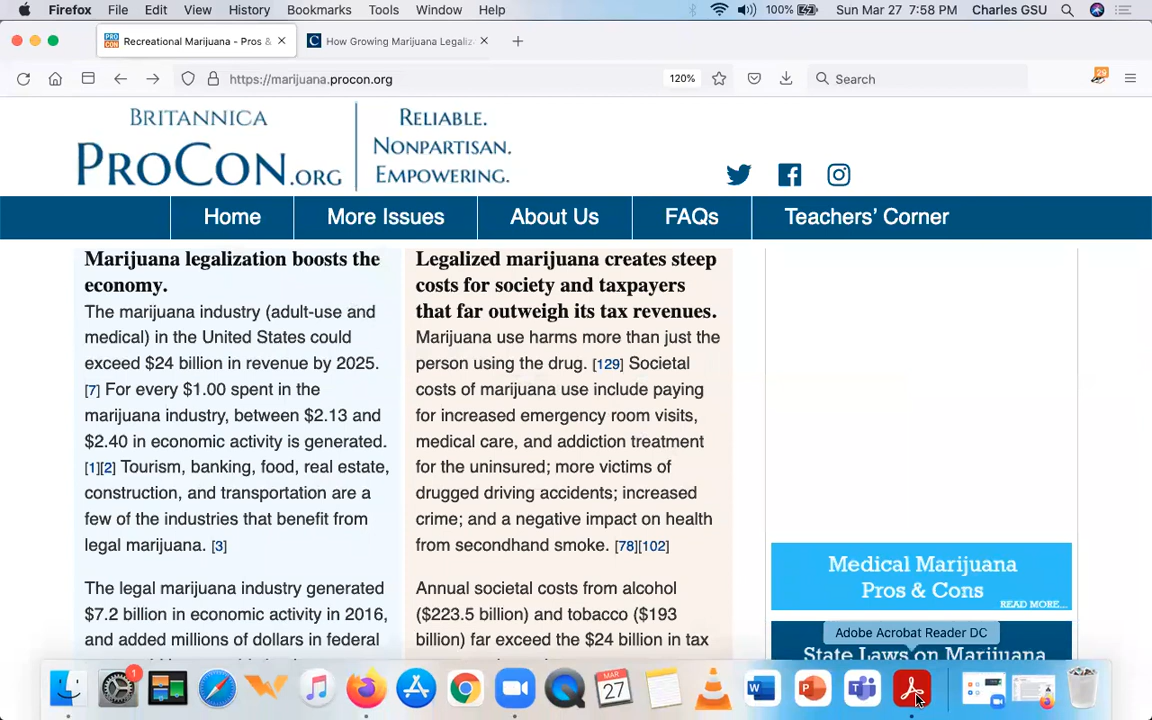 Firefox File Edit View History Bookmarks Tools Window Help 100% Sun Mar 27 7:58 PM Charles GSU
Recreational Marijuana - Pros &
How Growing Marijuana Legaliz
https://marijuana.procon.org 120% Search 29
BRITANNICA
PROCON.ORG
RELIABLE.
NONPARTISAN.
EMPOWERING.
Home More Issues About Us FAQs Teachers' Corner
Marijuana legalization boosts the
economy.
The marijuana industry (adult-use and
medical) in the United States could
exceed $24 billion in revenue by 2025.
[7] For every $1.00 spent in the
marijuana industry, between $2.13 and
$2.40 in economic activity is generated.
[1][2] Tourism, banking, food, real estate,
construction, and transportation are a
few of the industries that benefit from
legal marijuana. [3]
The legal marijuana industry generated
$7.2 billion in economic activity in 2016,
and added millions of dollars in federal
Legalized marijuana creates steep
costs for society and taxpayers
that far outweigh its tax revenues.
Marijuana use harms more than just the
person using the drug. [129] Societal
costs of marijuana use include paying
for increased emergency room visits,
medical care, and addiction treatment
for the uninsured; more victims of
drugged driving accidents; increased
crime; and a negative impact on health
from secondhand smoke. [78][102]
Annual societal costs from alcohol
($223.5 billion) and tobacco ($193
billion) far exceed the $24 billion in tax
Medical Marijuana
Pros & Cons
READ MORE...
Adobe Acrobat Reader DC
State Laws on Marijuana
1
MAR
27